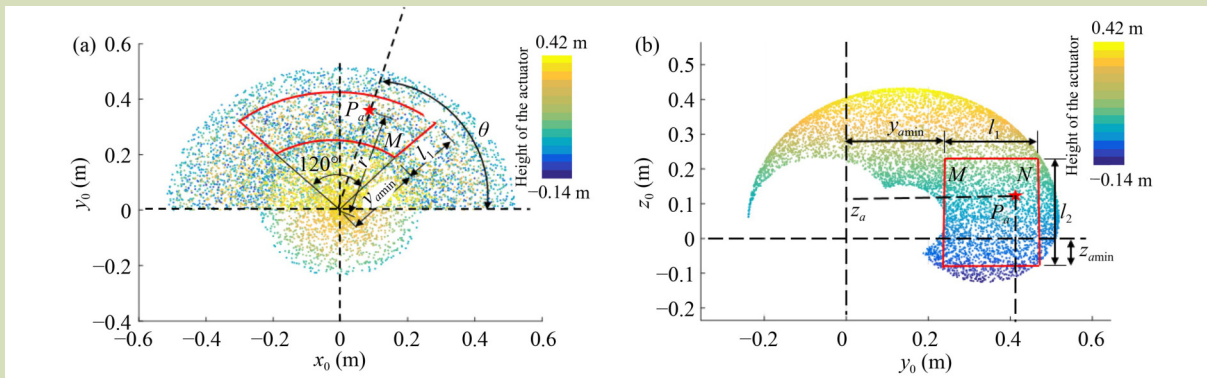 (a)
0.6
0.4
0.2
0
−0.2
−0.4
y₀ (m)
−0.6
−0.4
−0.2
0
0.2
0.4
0.6
x₀ (m)
Pₐ
M
r
l₁
yₐmin
θ
120°
0.42 m
Height of the actuator
−0.14 m
(b)
0.5
0.4
0.3
0.2
0.1
0
−0.1
−0.2
z₀ (m)
−0.2
0
0.2
0.4
0.6
y₀ (m)
yₐmin
l₁
M
N
zₐ
Pₐ
l₂
zₐmin
0.42 m
Height of the actuator
−0.14 m